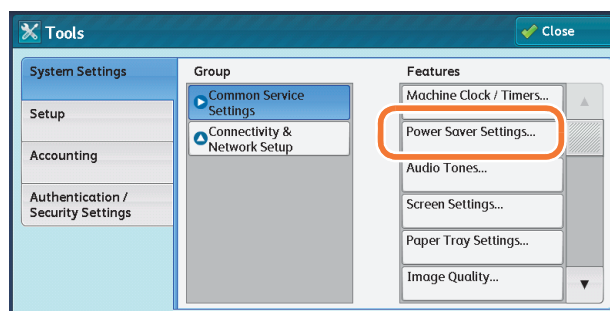 Tools
Close
System Settings
Setup
Accounting
Authentication /
Security Settings
Group
Common Service
Settings
Connectivity &
Network Setup
Features
Machine Clock / Timers...
Power Saver Settings...
Audio Tones...
Screen Settings...
Paper Tray Settings...
Image Quality...